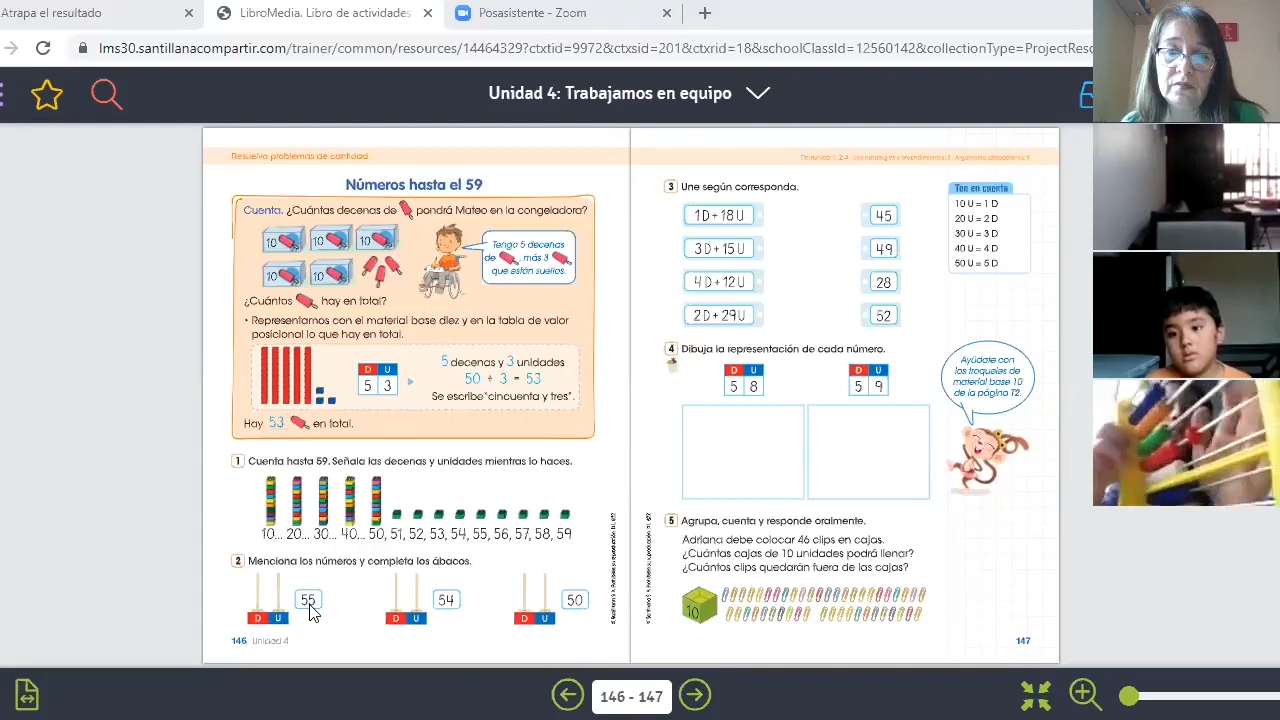 Atrapa el resultado
LibroMedia. Libro de actividades
Posasistente - Zoom
lms30.santillanacompartir.com/trainer/common/resources/14464329?ctxtid=9972&ctxsid=201&ctxrid=18&schoolClassId=12560142&collectionType=ProjectReso
Unidad 4: Trabajamos en equipo
Resuelve problemas de cantidad
Números hasta el 59
Cuenta. ¿Cuántas decenas de pondrá Mateo en la congeladora?
10 10 10
10 10
Tengo 5 decenas
de , más 3
que están sueltos.
¿Cuántos hay en total?
• Representamos con el material base diez y en la tabla de valor
posicional lo que hay en total.
D U
5 3
5 decenas y 3 unidades
50 + 3 = 53
Se escribe "cincuenta y tres".
Hay 53 en total.
1 Cuenta hasta 59. Señala las decenas y unidades mientras lo haces.
10... 20... 30... 40... 50, 51, 52, 53, 54, 55, 56, 57, 58, 59
2 Menciona los números y completa los ábacos.
D U 55
D U 54
D U 50
146 Unidad 4
3 Une según corresponda.
1D+18U 45
3D+15U 49
4D+12U 28
2D+29U 52
Ten en cuenta
10 U = 1 D
20 U = 2 D
30 U = 3 D
40 U = 4 D
50 U = 5 D
4 Dibuja la representación de cada número.
D U
5 8
D U
5 9
Ayúdate con
los troqueles de
material base 10
de la página T2.
5 Agrupa, cuenta y responde oralmente.
Adriana debe colocar 46 clips en cajas.
¿Cuántas cajas de 10 unidades podrá llenar?
¿Cuántos clips quedarán fuera de las cajas?
10
147
146 - 147